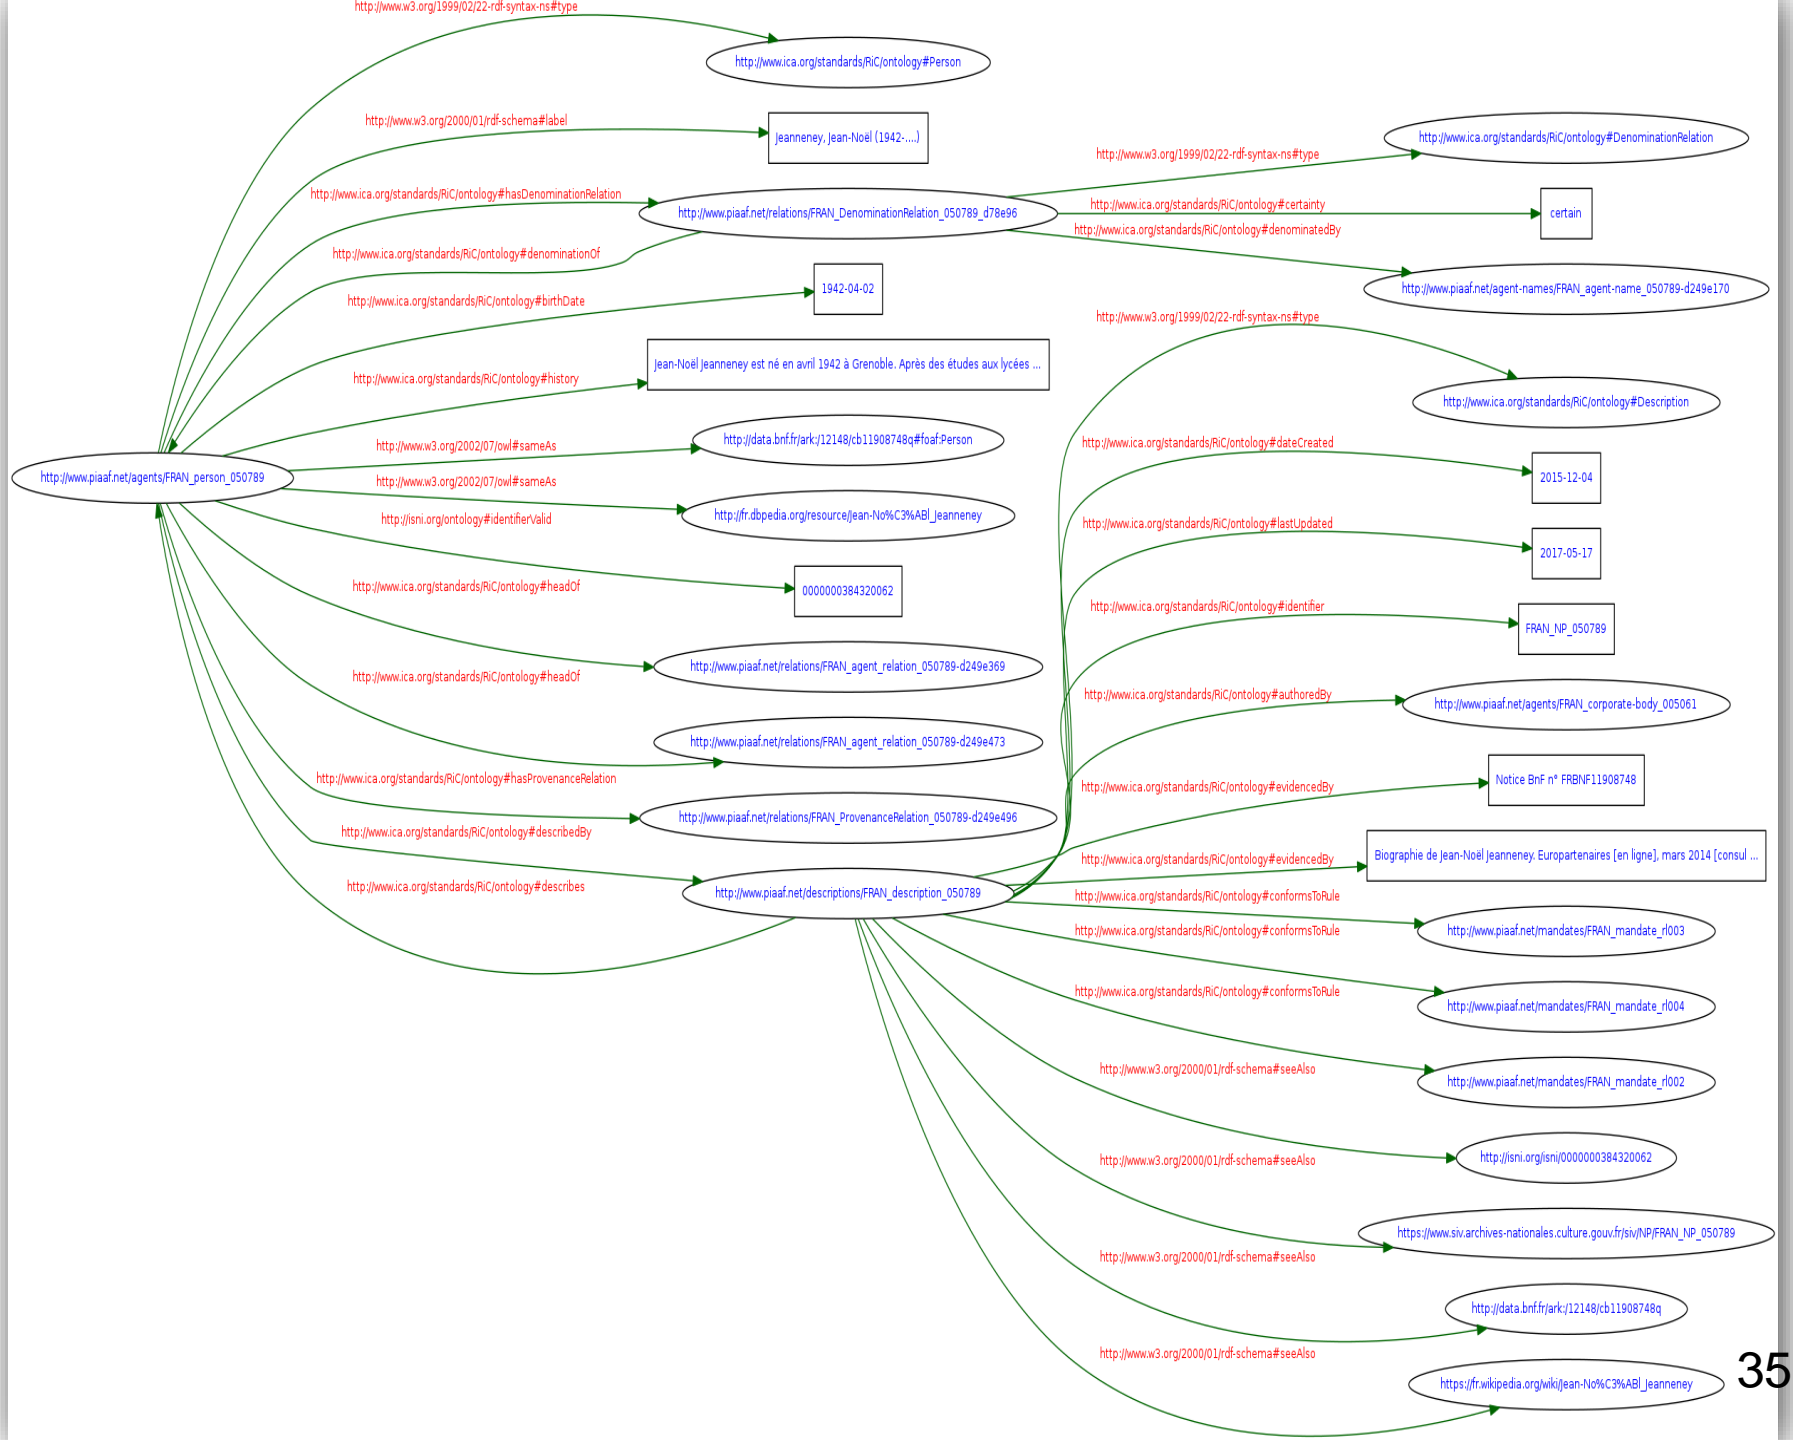 http://www.w3.org/1999/02/22-rdf-syntax-ns#type
http://www.ica.org/standards/RiC/ontology#Person
http://www.w3.org/2000/01/rdf-schema#label
Jeanneney, Jean-Noël (1942-....)
http://www.ica.org/standards/RiC/ontology#DenominationRelation
http://www.w3.org/1999/02/22-rdf-syntax-ns#type
http://www.ica.org/standards/RiC/ontology#hasDenominationRelation
http://www.piaaf.net/relations/FRAN_DenominationRelation_050789_d78e96
http://www.ica.org/standards/RiC/ontology#certainty
certain
http://www.ica.org/standards/RiC/ontology#denominatedBy
http://www.ica.org/standards/RiC/ontology#denominationOf
http://www.piaaf.net/agent-names/FRAN_agent-name_050789-d249e170
http://www.ica.org/standards/RiC/ontology#birthDate
1942-04-02
http://www.w3.org/1999/02/22-rdf-syntax-ns#type
Jean-Noël Jeanneney est né en avril 1942 à Grenoble. Après des études aux lycées ...
http://www.ica.org/standards/RiC/ontology#history
http://www.ica.org/standards/RiC/ontology#Description
http://www.w3.org/2002/07/owl#sameAs
http://data.bnf.fr/ark:/12148/cb11908748q#foaf:Person
http://www.ica.org/standards/RiC/ontology#dateCreated
2015-12-04
http://www.piaaf.net/agents/FRAN_person_050789
http://www.w3.org/2002/07/owl#sameAs
http://fr.dbpedia.org/resource/Jean-No%C3%ABl_Jeanneney
http://isni.org/ontology#identifierValid
http://www.ica.org/standards/RiC/ontology#lastUpdated
2017-05-17
http://www.ica.org/standards/RiC/ontology#headOf
0000000384320062
http://www.ica.org/standards/RiC/ontology#identifier
FRAN_NP_050789
http://www.piaaf.net/relations/FRAN_agent_relation_050789-d249e369
http://www.ica.org/standards/RiC/ontology#headOf
http://www.ica.org/standards/RiC/ontology#authoredBy
http://www.piaaf.net/agents/FRAN_corporate-body_005061
http://www.piaaf.net/relations/FRAN_agent_relation_050789-d249e473
http://www.ica.org/standards/RiC/ontology#hasProvenanceRelation
http://www.ica.org/standards/RiC/ontology#evidencedBy
Notice BnF n° FRBNF11908748
http://www.piaaf.net/relations/FRAN_ProvenanceRelation_050789-d249e496
http://www.ica.org/standards/RiC/ontology#describedBy
http://www.ica.org/standards/RiC/ontology#evidencedBy
Biographie de Jean-Noël Jeanneney. Europartenaires [en ligne], mars 2014 [consul ...
http://www.ica.org/standards/RiC/ontology#describes
http://www.piaaf.net/descriptions/FRAN_description_050789
http://www.ica.org/standards/RiC/ontology#conformsToRule
http://www.piaaf.net/mandates/FRAN_mandate_rl003
http://www.ica.org/standards/RiC/ontology#conformsToRule
http://www.ica.org/standards/RiC/ontology#conformsToRule
http://www.piaaf.net/mandates/FRAN_mandate_rl004
http://www.w3.org/2000/01/rdf-schema#seeAlso
http://www.piaaf.net/mandates/FRAN_mandate_rl002
http://www.w3.org/2000/01/rdf-schema#seeAlso
http://isni.org/isni/0000000384320062
https://www.siv.archives-nationales.culture.gouv.fr/siv/NP/FRAN_NP_050789
http://www.w3.org/2000/01/rdf-schema#seeAlso
http://data.bnf.fr/ark:/12148/cb11908748q
http://www.w3.org/2000/01/rdf-schema#seeAlso
https://fr.wikipedia.org/wiki/Jean-No%C3%ABl_Jeanneney
35